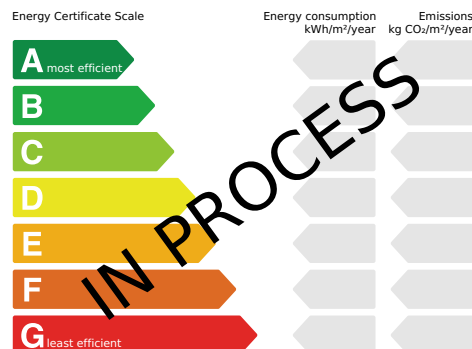 Energy Certificate Scale
Energy consumption
kWh/m²/year
Emissions
kg CO₂/m²/year
A most efficient
B
C
D
E
F
G least efficient
IN PROCESS